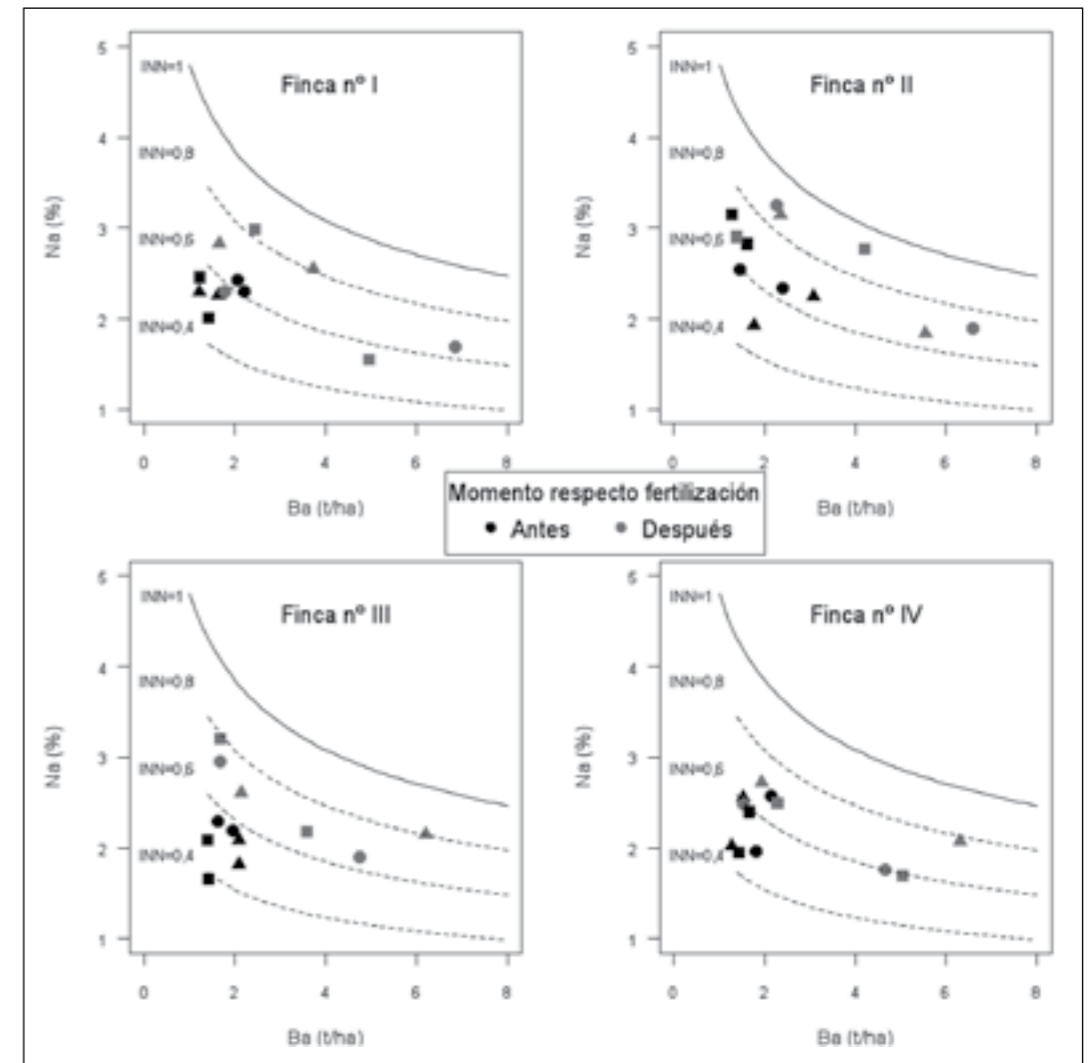 Finca nº I
INN=1
INN=0,8
INN=0,6
INN=0,4
5
4
3
2
1
Na (%)
0 2 4 6 8
Ba (t/ha)
Finca nº II
INN=1
INN=0,8
INN=0,6
INN=0,4
5
4
3
2
1
Na (%)
0 2 4 6 8
Ba (t/ha)
Momento respecto fertilización
Antes Después
Finca nº III
INN=1
INN=0,8
INN=0,6
INN=0,4
5
4
3
2
1
Na (%)
0 2 4 6 8
Ba (t/ha)
Finca nº IV
INN=1
INN=0,8
INN=0,6
INN=0,4
5
4
3
2
1
Na (%)
0 2 4 6 8
Ba (t/ha)